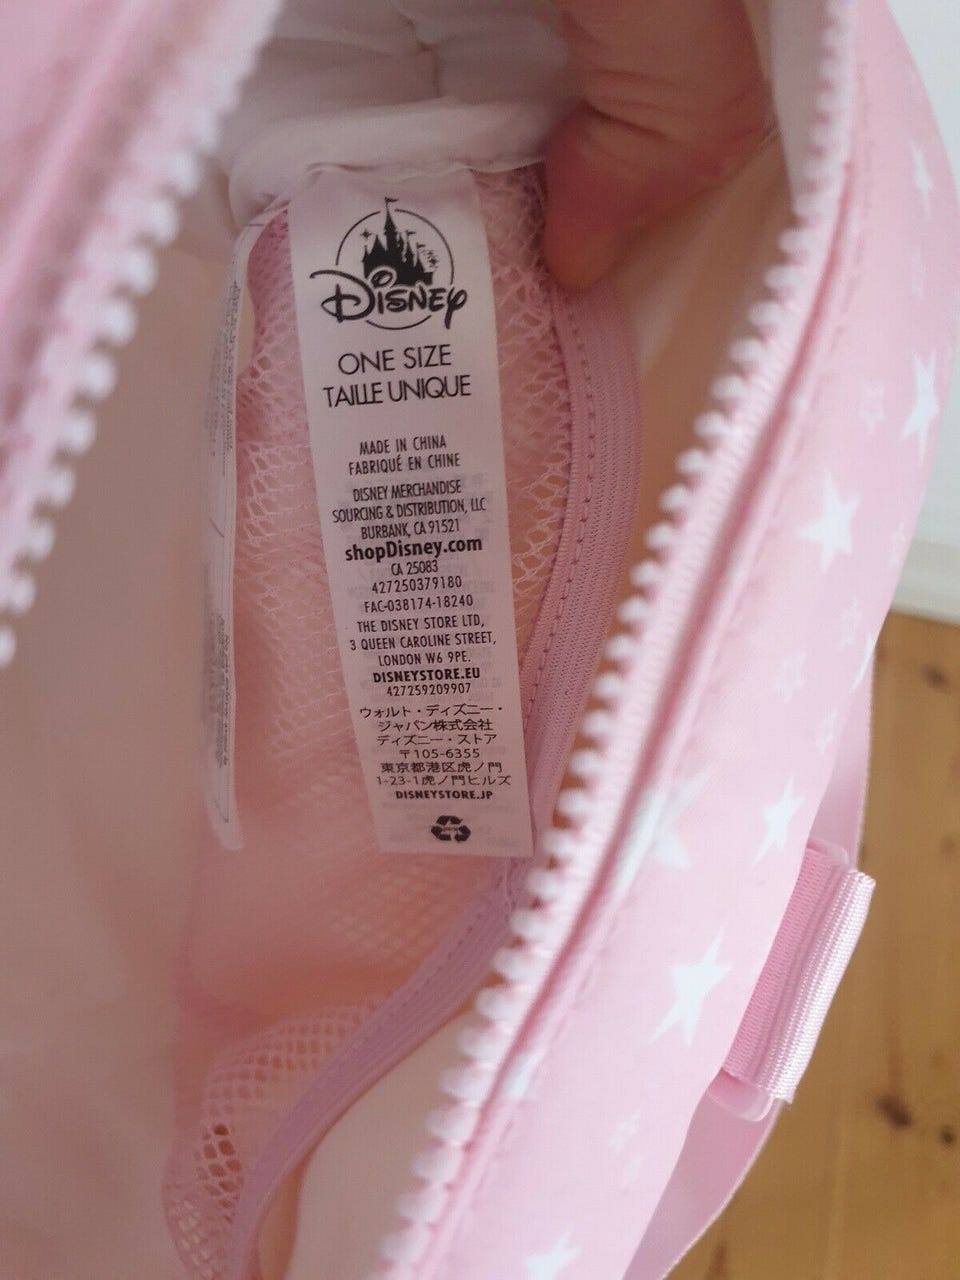 Disney
ONE SIZE
TAILLE UNIQUE
MADE IN CHINA
FABRIQUÉ EN CHINE
DISNEY MERCHANDISE
SOURCING & DISTRIBUTION, LLC
BURBANK, CA 91521
shopDisney.com
CA 25083
427250379180
FAC-038174-18240
THE DISNEY STORE LTD,
3 QUEEN CAROLINE STREET,
LONDON W6 9PE.
DISNEYSTORE.EU
427259209907
ウォルト・ディズニー・
ジャパン株式会社
ディズニー・ストア
〒105-6355
東京都港区虎ノ門
1-23-1虎ノ門ヒルズ
DISNEYSTORE.JP